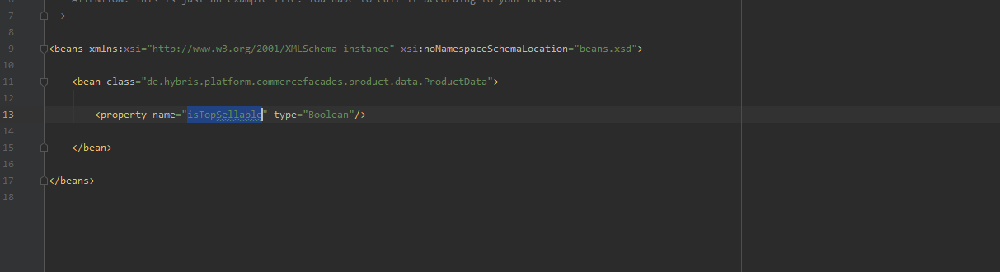 6 ATTENTION: This is just an example file. You have to edit it according to your needs.
7 -->
8
9 <beans xmlns:xsi="http://www.w3.org/2001/XMLSchema-instance" xsi:noNamespaceSchemaLocation="beans.xsd">
10
11 <bean class="de.hybris.platform.commercefacades.product.data.ProductData">
12
13 <property name="isTopSellable" type="Boolean"/>
14
15 </bean>
16
17 </beans>
18